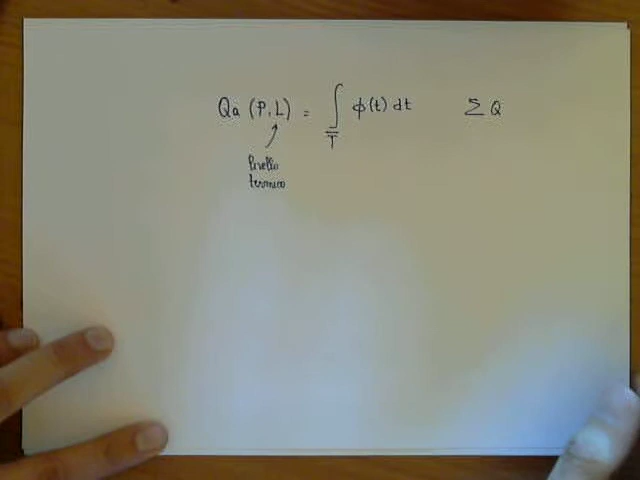 Qa (P,L) = ∫ φ(t) dt ΣQ
T
livello
termico